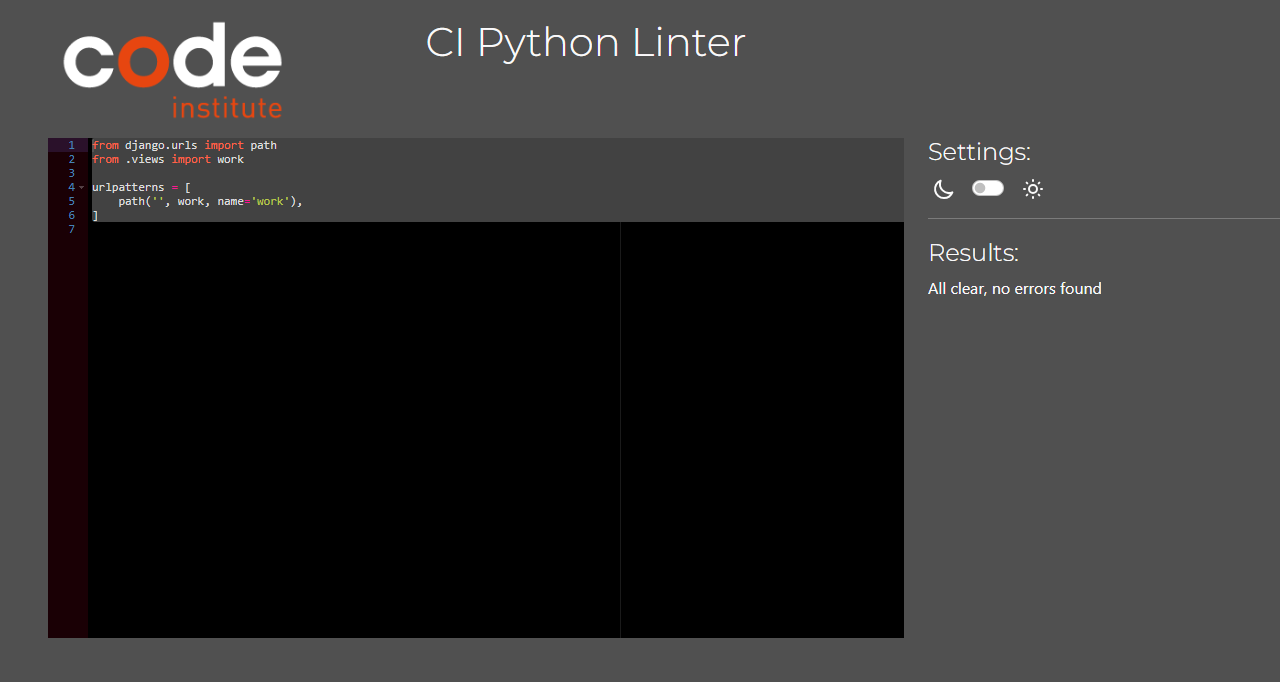 code
institute
CI Python Linter
1 from django.urls import path
2 from .views import work
3
4 urlpatterns = [
5     path('', work, name='work'),
6 ]
7
Settings:
Results:
All clear, no errors found